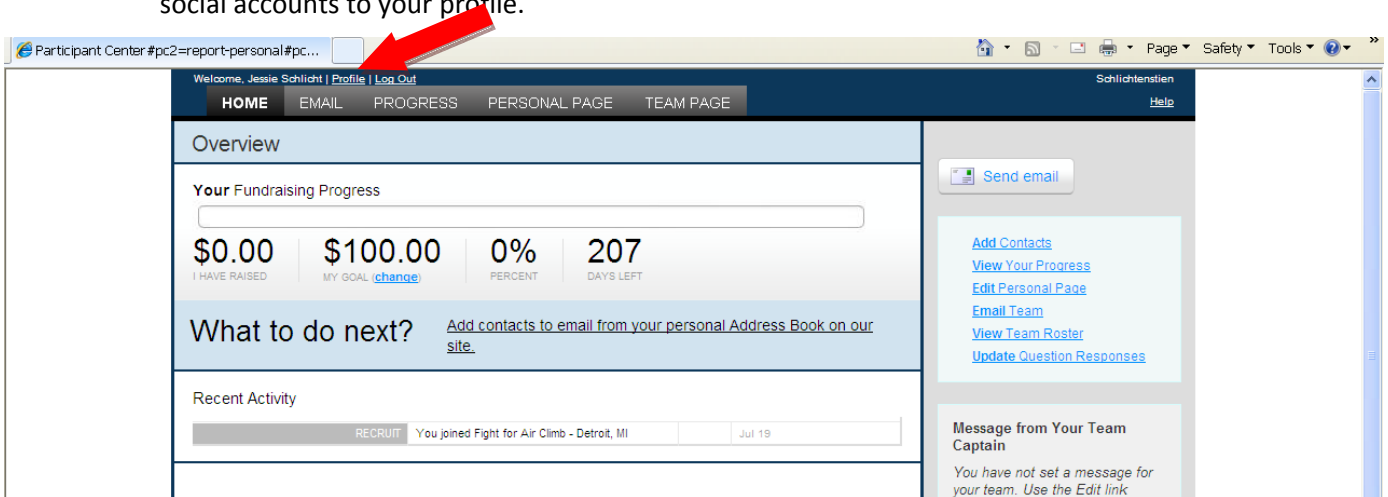 social accounts to your profile.
Participant Center #pc2=report-personal#pc...
Page Safety Tools »
Welcome, Jessie Schlicht | Profile | Log Out
Schlichtenstien
HOME EMAIL PROGRESS PERSONAL PAGE TEAM PAGE
Help
Overview
Your Fundraising Progress
$0.00 $100.00 0% 207
I HAVE RAISED MY GOAL (change) PERCENT DAYS LEFT
What to do next?
Add contacts to email from your personal Address Book on our
site.
Recent Activity
RECRUIT You joined Fight for Air Climb - Detroit, MI Jul 19
Send email
Add Contacts
View Your Progress
Edit Personal Page
Email Team
View Team Roster
Update Question Responses
Message from Your Team
Captain
You have not set a message for
your team. Use the Edit link